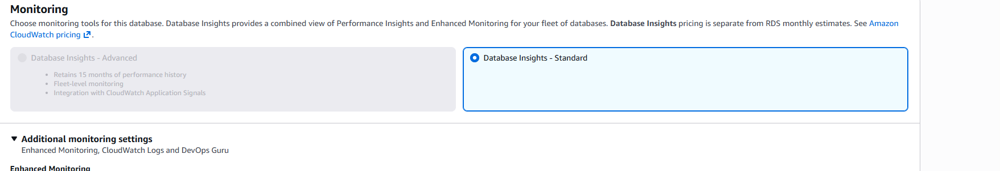 Monitoring
Choose monitoring tools for this database. Database Insights provides a combined view of Performance Insights and Enhanced Monitoring for your fleet of databases. Database Insights pricing is separate from RDS monthly estimates. See Amazon
CloudWatch pricing.
Database Insights - Advanced
• Retains 15 months of performance history
• Fleet-level monitoring
• Integration with CloudWatch Application Signals
Database Insights - Standard
Additional monitoring settings
Enhanced Monitoring, CloudWatch Logs and DevOps Guru
Enhanced Monitoring